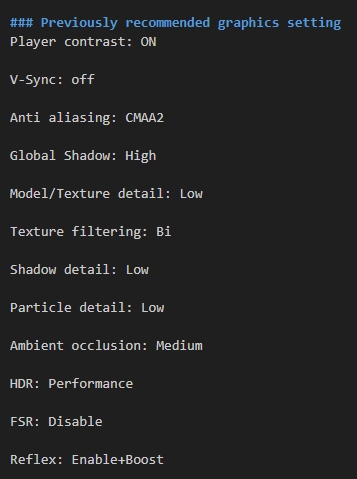 ### Previously recommended graphics setting
Player contrast: ON
V-Sync: off
Anti aliasing: CMAA2
Global Shadow: High
Model/Texture detail: Low
Texture filtering: Bi
Shadow detail: Low
Particle detail: Low
Ambient occlusion: Medium
HDR: Performance
FSR: Disable
Reflex: Enable+Boost